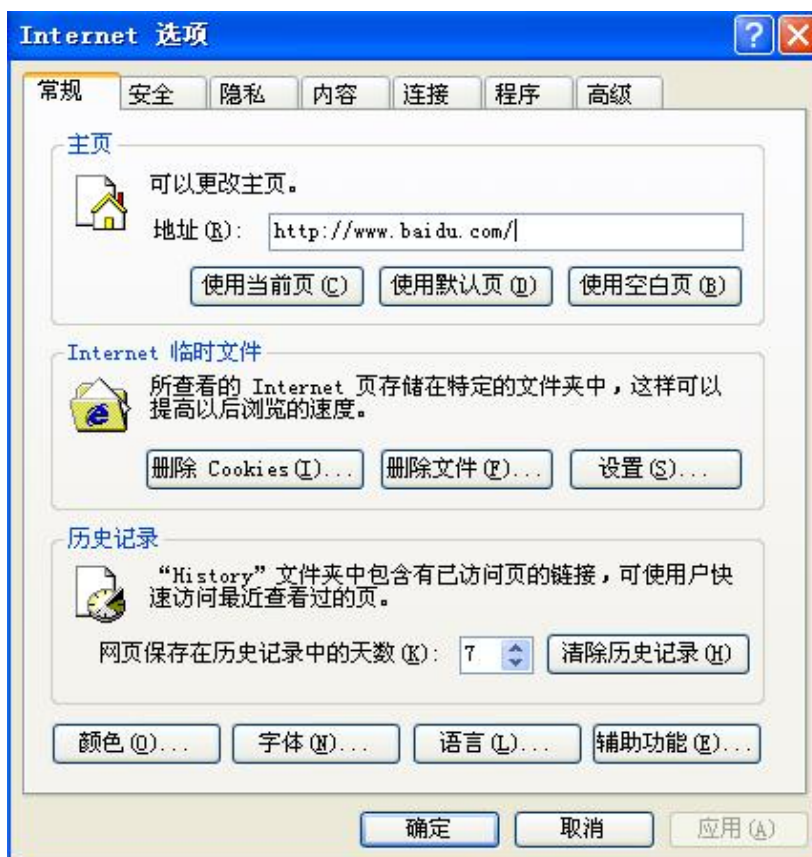 Internet 选项
常规 安全 隐私 内容 连接 程序 高级
主页
可以更改主页。
地址(R): http://www.baidu.com/
使用当前页(C) 使用默认页(D) 使用空白页(B)
Internet 临时文件
所查看的 Internet 页存储在特定的文件夹中，这样可以
提高以后浏览的速度。
删除 Cookies(I)... 删除文件(F)... 设置(S)...
历史记录
“History”文件夹中包含有已访问页的链接，可使用户快
速访问最近查看过的页。
网页保存在历史记录中的天数(K): 7 清除历史记录(H)
颜色(O)... 字体(N)... 语言(L)... 辅助功能(E)...
确定 取消 应用(A)